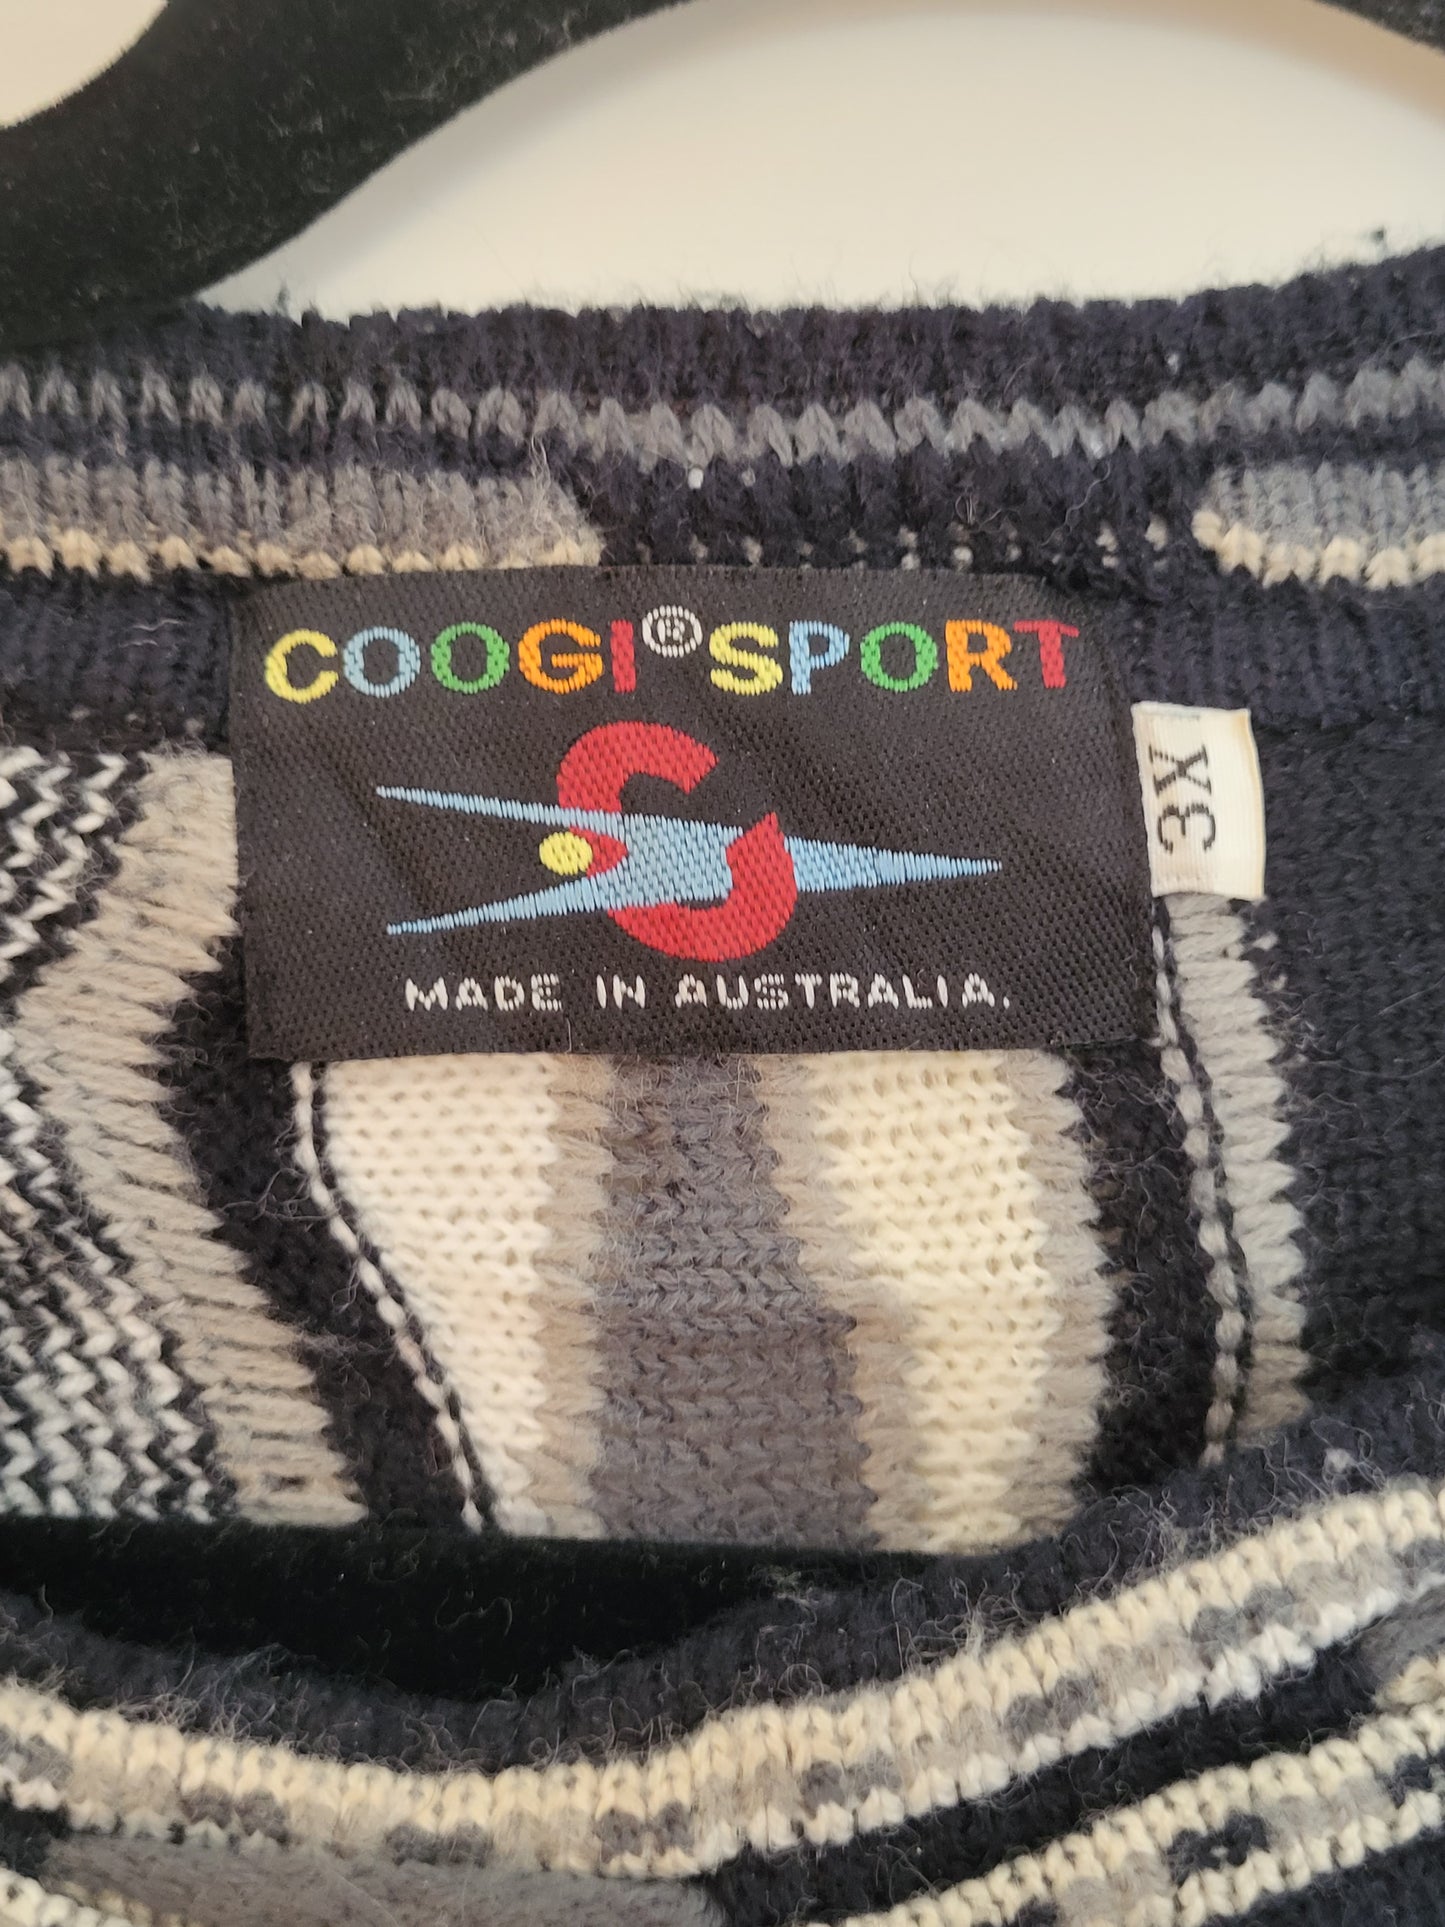 COOGI® SPORT
MADE IN AUSTRALIA.
3X